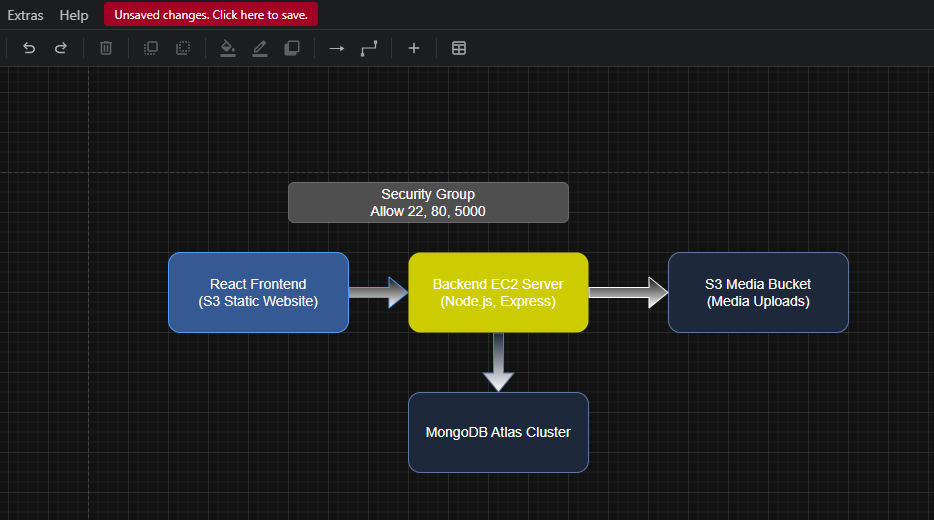 Extras Help Unsaved changes. Click here to save.
Security Group
Allow 22, 80, 5000
React Frontend
(S3 Static Website)
Backend EC2 Server
(Node.js, Express)
S3 Media Bucket
(Media Uploads)
MongoDB Atlas Cluster